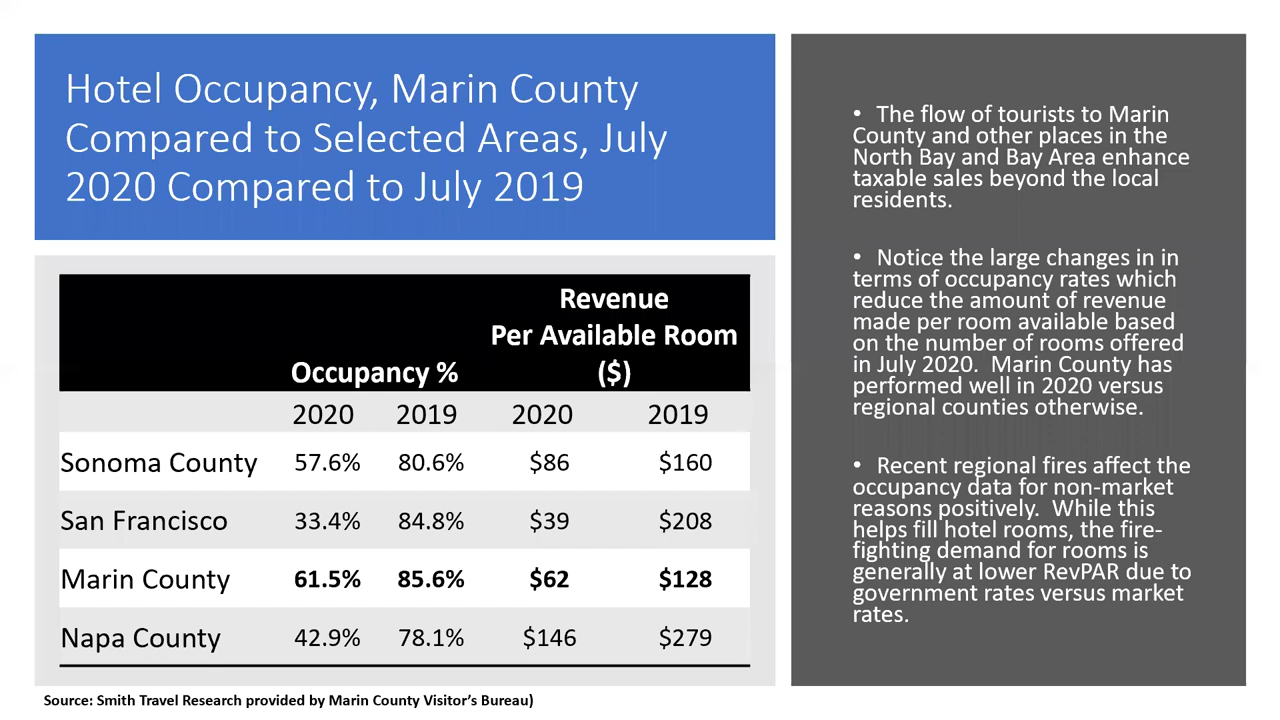 Hotel Occupancy, Marin County
Compared to Selected Areas, July
2020 Compared to July 2019
Revenue
Per Available Room
Occupancy % ($)
2020 2019 2020 2019
Sonoma County 57.6% 80.6% $86 $160
San Francisco 33.4% 84.8% $39 $208
Marin County 61.5% 85.6% $62 $128
Napa County 42.9% 78.1% $146 $279
Source: Smith Travel Research provided by Marin County Visitor’s Bureau)
• The flow of tourists to Marin
County and other places in the
North Bay and Bay Area enhance
taxable sales beyond the local
residents.
• Notice the large changes in in
terms of occupancy rates which
reduce the amount of revenue
made per room available based
on the number of rooms offered
in July 2020. Marin County has
performed well in 2020 versus
regional counties otherwise.
• Recent regional fires affect the
occupancy data for non-market
reasons positively. While this
helps fill hotel rooms, the fire-
fighting demand for rooms is
generally at lower RevPAR due to
government rates versus market
rates.